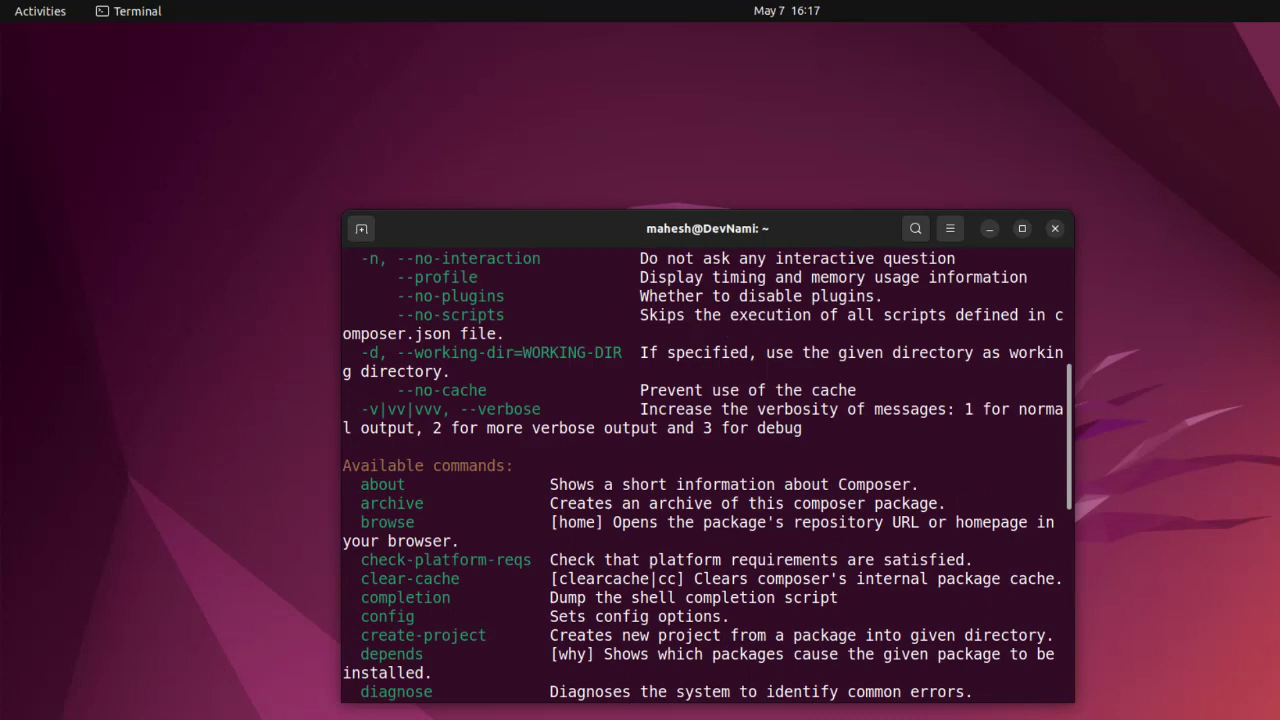 Activities Terminal May 7 16:17
mahesh@DevNami: ~
-n, --no-interaction Do not ask any interactive question
--profile Display timing and memory usage information
--no-plugins Whether to disable plugins.
--no-scripts Skips the execution of all scripts defined in c
omposer.json file.
-d, --working-dir=WORKING-DIR If specified, use the given directory as workin
g directory.
--no-cache Prevent use of the cache
-v|vv|vvv, --verbose Increase the verbosity of messages: 1 for norma
l output, 2 for more verbose output and 3 for debug
Available commands:
about Shows a short information about Composer.
archive Creates an archive of this composer package.
browse [home] Opens the package's repository URL or homepage in
your browser.
check-platform-reqs Check that platform requirements are satisfied.
clear-cache [clearcache|cc] Clears composer's internal package cache.
completion Dump the shell completion script
config Sets config options.
create-project Creates new project from a package into given directory.
depends [why] Shows which packages cause the given package to be
installed.
diagnose Diagnoses the system to identify common errors.